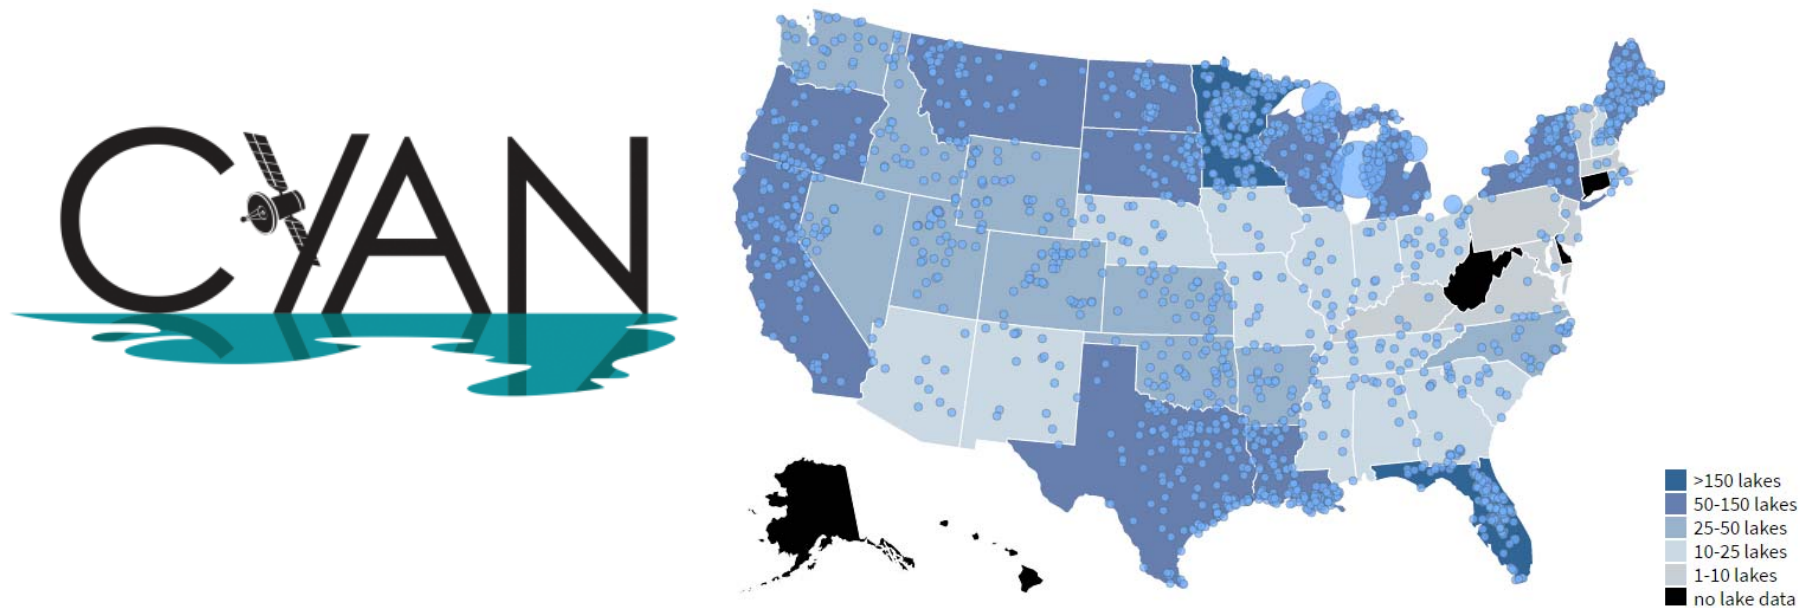 CYAN
>150 lakes
50-150 lakes
25-50 lakes
10-25 lakes
1-10 lakes
no lake data